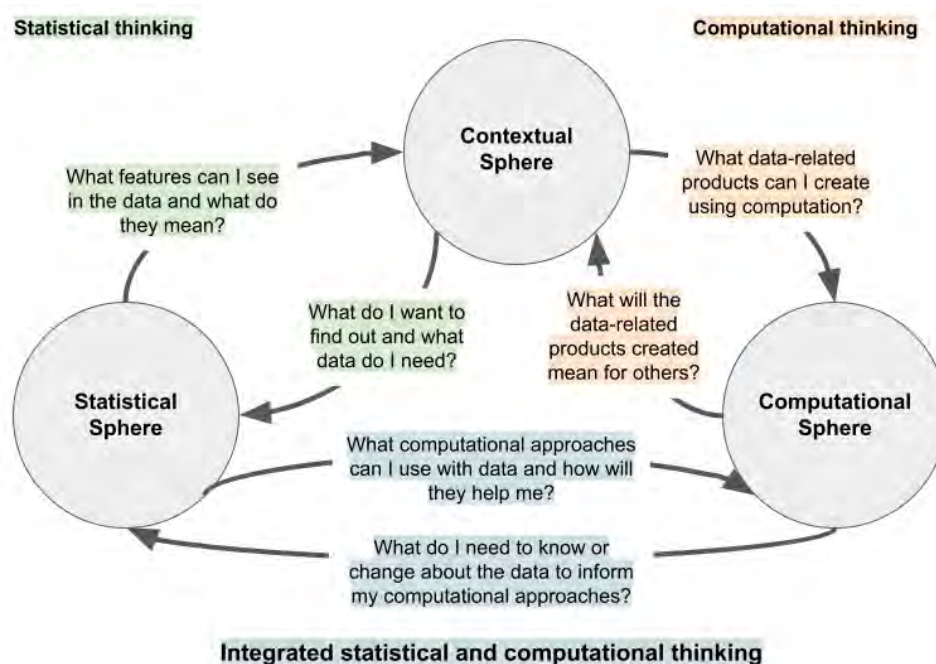 Statistical thinking
Computational thinking
Contextual
Sphere
What features can I see
in the data and what do
they mean?
What data-related
products can I create
using computation?
What do I want to
find out and what
data do I need?
What will the
data-related
products created
mean for others?
Statistical
Sphere
Computational
Sphere
What computational approaches
can I use with data and how will
they help me?
What do I need to know or
change about the data to inform
my computational approaches?
Integrated statistical and computational thinking